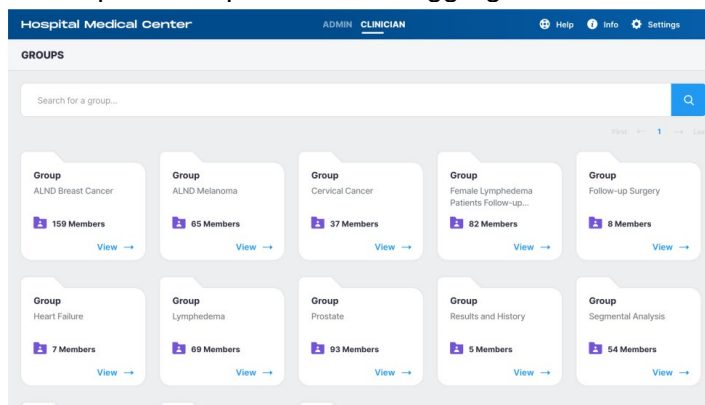 Hospital Medical Center
ADMIN CLINICIAN
Help Info Settings
GROUPS
Search for a group...
First ← 1 →
Group
ALND Breast Cancer
159 Members
View →
Group
ALND Melanoma
65 Members
View →
Group
Cervical Cancer
37 Members
View →
Group
Female Lymphedema
Patients Follow-up...
82 Members
View →
Group
Follow-up Surgery
8 Members
View →
Group
Heart Failure
7 Members
View →
Group
Lymphedema
69 Members
View →
Group
Prostate
93 Members
View →
Group
Results and History
5 Members
View →
Group
Segmental Analysis
54 Members
View →